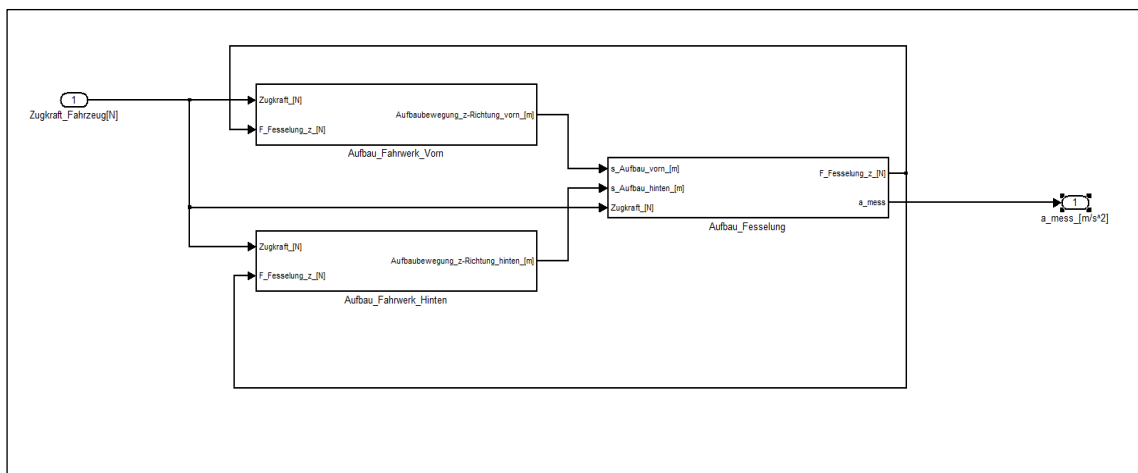 1
Zugkraft_Fahrzeug[N]
Zugkraft_[N]
F_Fesselung_z_[N]
Aufbaubewegung_z-Richtung_vorn_[m]
Aufbau_Fahrwerk_Vorn
s_Aufbau_vorn_[m]
s_Aufbau_hinten_[m]
Zugkraft_[N]
F_Fesselung_z_[N]
a_mess
Aufbau_Fesselung
1
a_mess_[m/s^2]
Zugkraft_[N]
F_Fesselung_z_[N]
Aufbaubewegung_z-Richtung_hinten_[m]
Aufbau_Fahrwerk_Hinten